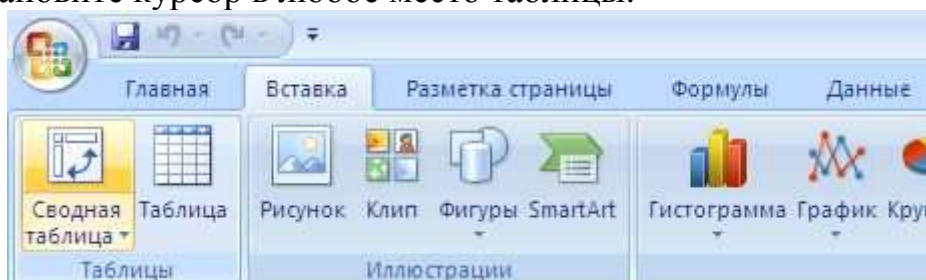 Главная Вставка Разметка страницы Формулы Данные
Сводная таблица Таблица Рисунок Клип Фигуры SmartArt Гистограмма График
Таблицы Иллюстрации